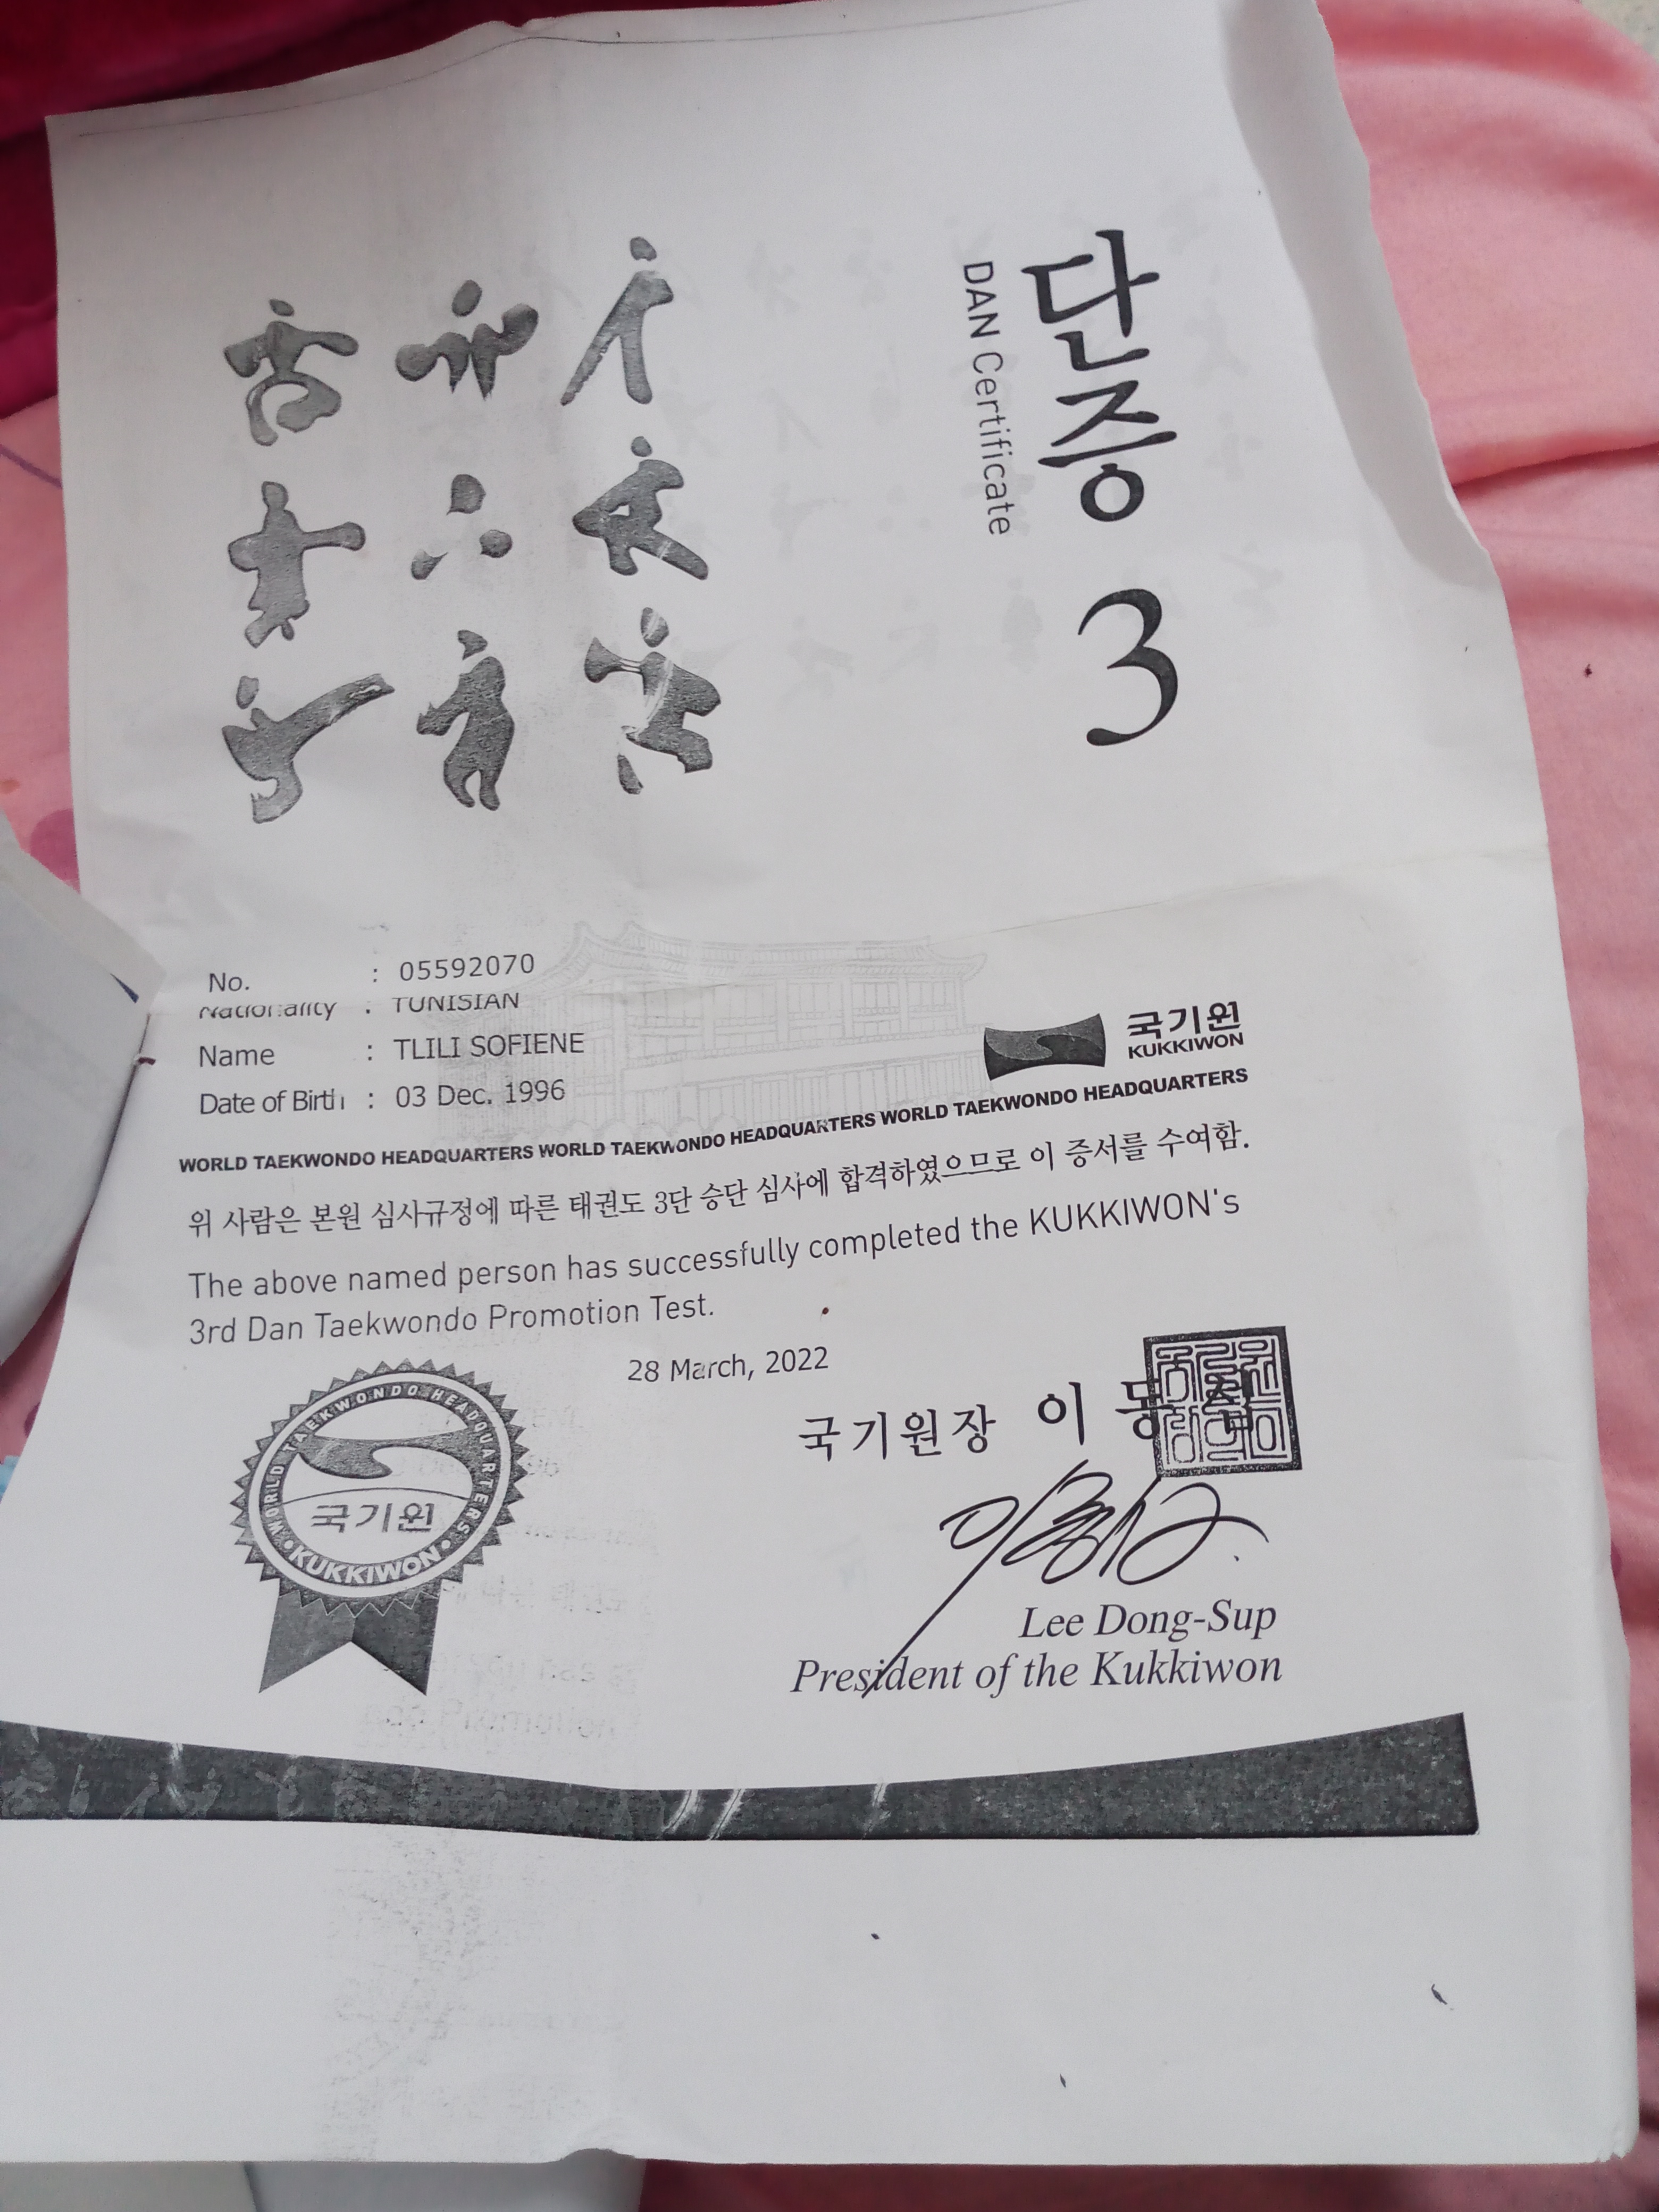 단증 3
DAN Certificate
No. : 05592070
Nationality : TUNISIAN
Name : TLILI SOFIENE
Date of Birth : 03 Dec. 1996
국기원
KUKKIWON
WORLD TAEKWONDO HEADQUARTERS WORLD TAEKWONDO HEADQUARTERS WORLD TAEKWONDO HEADQUARTERS
위 사람은 본원 심사규정에 따른 태권도 3단 승단 심사에 합격하였으므로 이 증서를 수여함.
The above named person has successfully completed the KUKKIWON's
3rd Dan Taekwondo Promotion Test.
28 March, 2022
국기원장 이 동
WORLD TAEKWONDO HEADQUARTERS
국기원
KUKKIWON
Lee Dong-Sup
President of the Kukkiwon